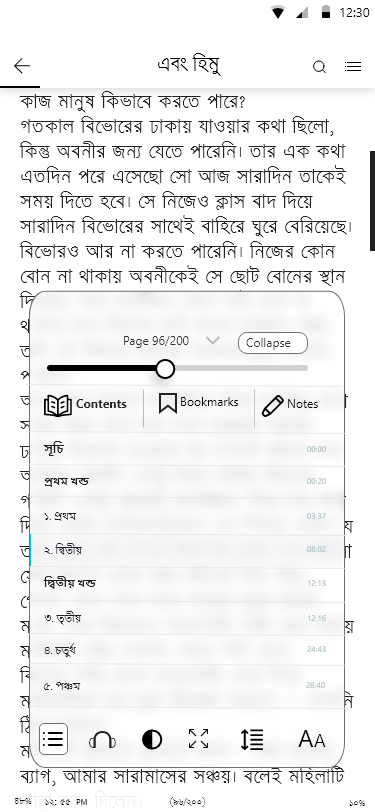 12:30
এবং হিমু
কাজ মানুষ কিভাবে করতে পারে?
গতকাল বিভোরের ঢাকায় যাওয়ার কথা ছিলো,
কিন্তু অবনীর জন্য যেতে পারেনি। তার এক কথা
এতদিন পরে এসেছো সো আজ সারাদিন তাকেই
সময় দিতে হবে। সে নিজেও ক্লাস বাদ দিয়ে
সারাদিন বিভোরের সাথেই বাহিরে ঘুরে বেরিয়েছে।
বিভোরও আর না করতে পারেনি। নিজের কোন
বোন না থাকায় অবনীকেই সে ছোট বোনের স্থান
Page 96/200 Collapse
Contents Bookmarks Notes
সূচি 00:00
প্রথম খন্ড 00:20
১. প্রথম 03:37
২. দ্বিতীয় 08:02
দ্বিতীয় খন্ড 12:13
৩. তৃতীয় 12:16
৪. চতুর্থ 24:43
৫. পঞ্চম 28:40
AA
ব্যাগ, আমার সারামাসের সঞ্চয়। বলেই মহিলাটি
৪৮% ১২: ৫৫ PM (৯৬/২০০) ১০%